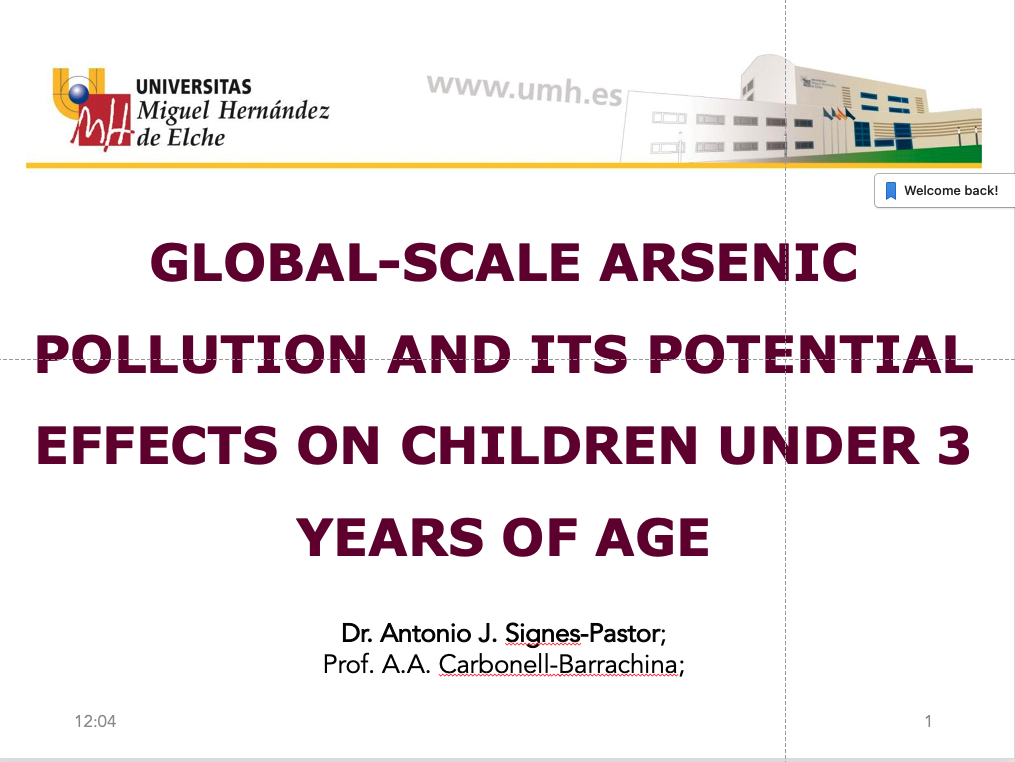 UNIVERSITAS
Miguel Hernández
de Elche
www.umh.es
Welcome back!
GLOBAL-SCALE ARSENIC
POLLUTION AND ITS POTENTIAL
EFFECTS ON CHILDREN UNDER 3
YEARS OF AGE
Dr. Antonio J. Signes-Pastor;
Prof. A.A. Carbonell-Barrachina;
12:04
1